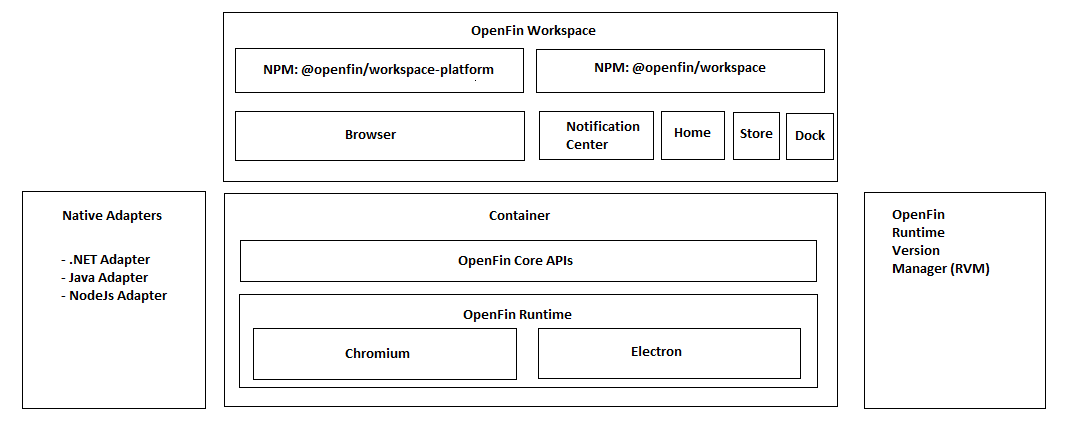 OpenFin Workspace
NPM: @openfin/workspace-platform
NPM: @openfin/workspace
Browser
Notification
Center
Home
Store
Dock
Native Adapters
- .NET Adapter
- Java Adapter
- NodeJs Adapter
Container
OpenFin Core APIs
OpenFin Runtime
Chromium
Electron
OpenFin
Runtime
Version
Manager (RVM)